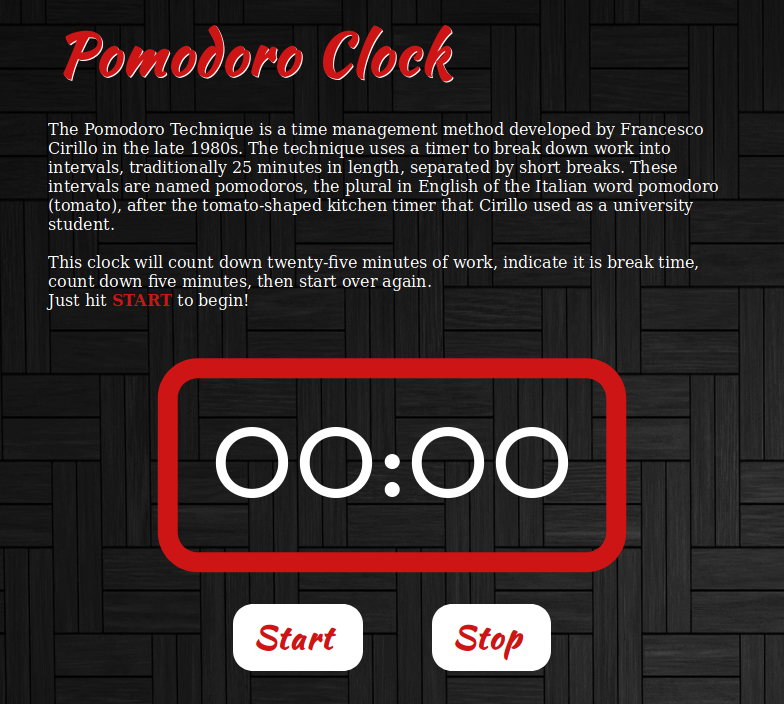 Pomodoro Clock
The Pomodoro Technique is a time management method developed by Francesco
Cirillo in the late 1980s. The technique uses a timer to break down work into
intervals, traditionally 25 minutes in length, separated by short breaks. These
intervals are named pomodoros, the plural in English of the Italian word pomodoro
(tomato), after the tomato-shaped kitchen timer that Cirillo used as a university
student.
This clock will count down twenty-five minutes of work, indicate it is break time,
count down five minutes, then start over again.
Just hit START to begin!
00:00
Start Stop